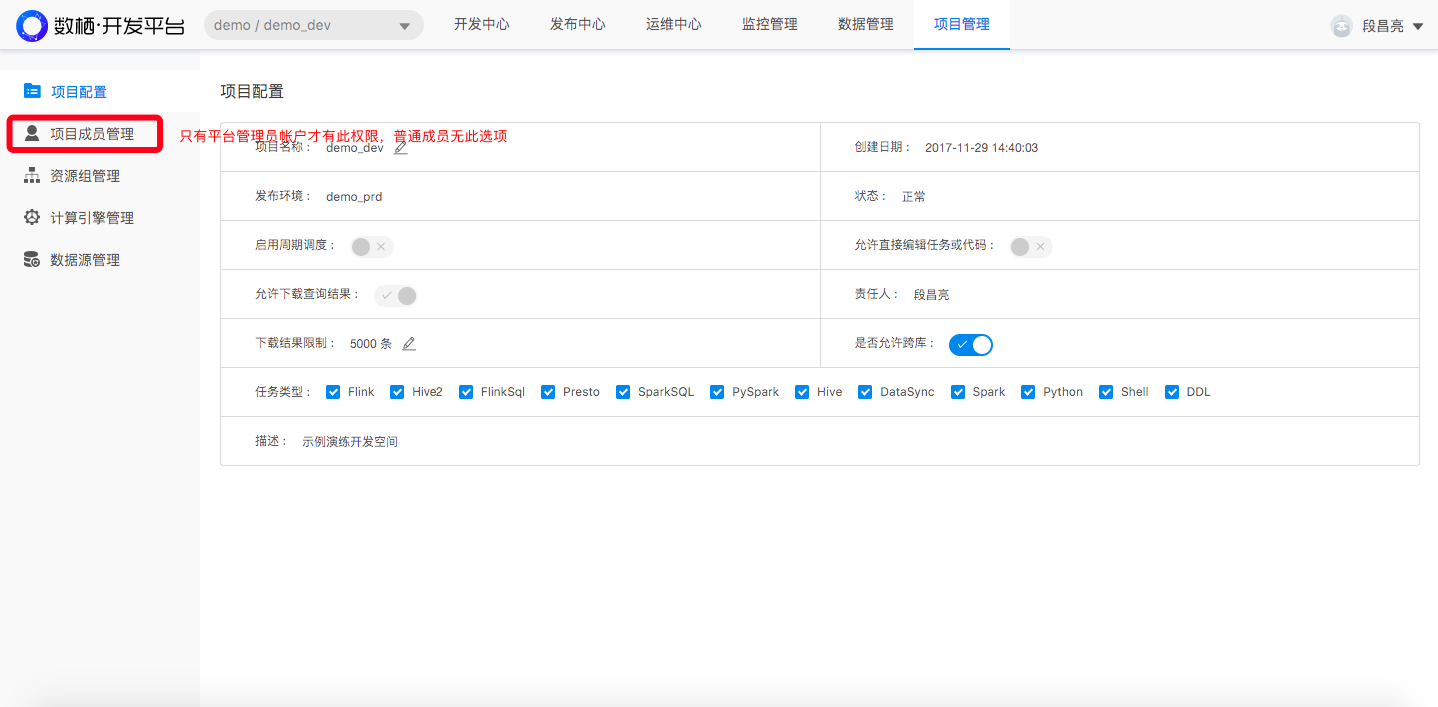 数栖·开发平台
demo / demo_dev
开发中心 发布中心 运维中心 监控管理 数据管理 项目管理
段昌亮
项目配置
项目成员管理
资源组管理
计算引擎管理
数据源管理
项目配置
只有平台管理员帐户才有此权限，普通成员无此选项
项目名称： demo_dev
创建日期： 2017-11-29 14:40:03
发布环境： demo_prd
状态： 正常
启用周期调度：
允许直接编辑任务或代码：
允许下载查询结果：
责任人： 段昌亮
下载结果限制： 5000 条
是否允许跨库：
任务类型： Flink Hive2 FlinkSql Presto SparkSQL PySpark Hive DataSync Spark Python Shell DDL
描述： 示例演练开发空间